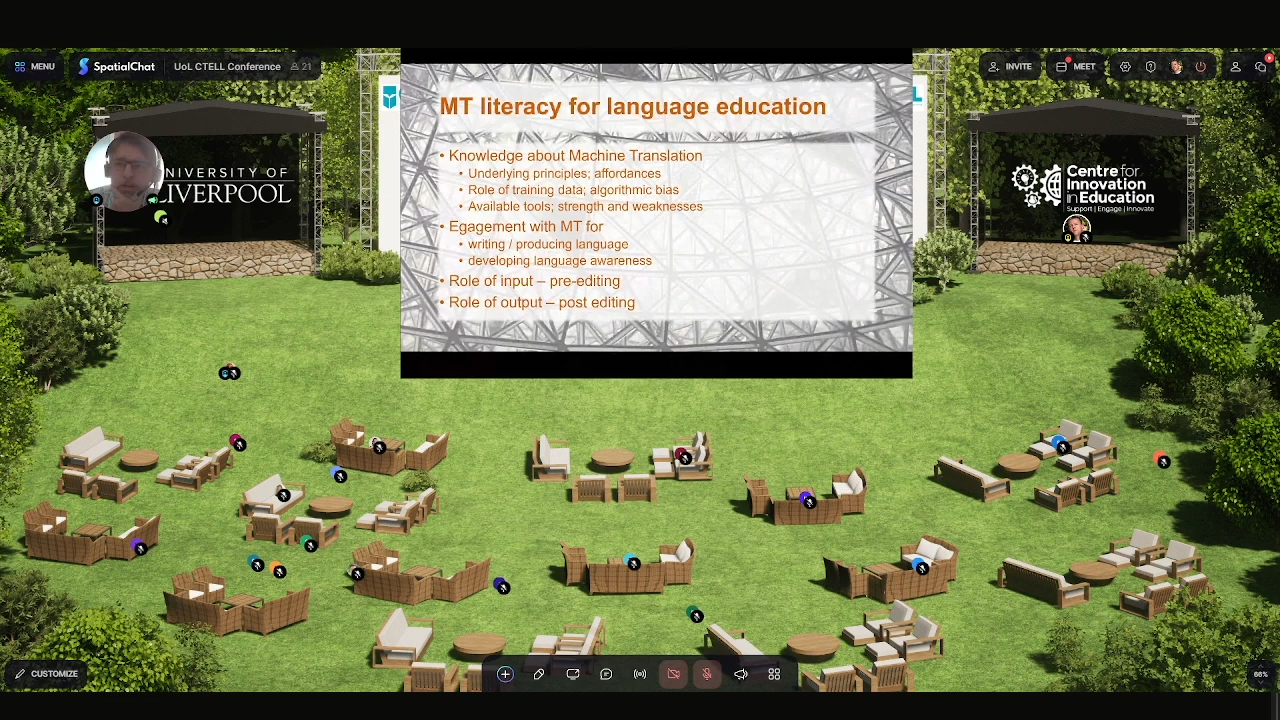 MENU
SpatialChat
UoL CTELL Conference
21
INVITE
MEET
MT literacy for language education
• Knowledge about Machine Translation
• Underlying principles; affordances
• Role of training data; algorithmic bias
• Available tools; strength and weaknesses
• Egagement with MT for
• writing / producing language
• developing language awareness
• Role of input – pre-editing
• Role of output – post editing
NIVERSITY OF
LIVERPOOL
L
Centre for
Innovation
in Education
Support | Engage | Innovate
CUSTOMIZE
66%